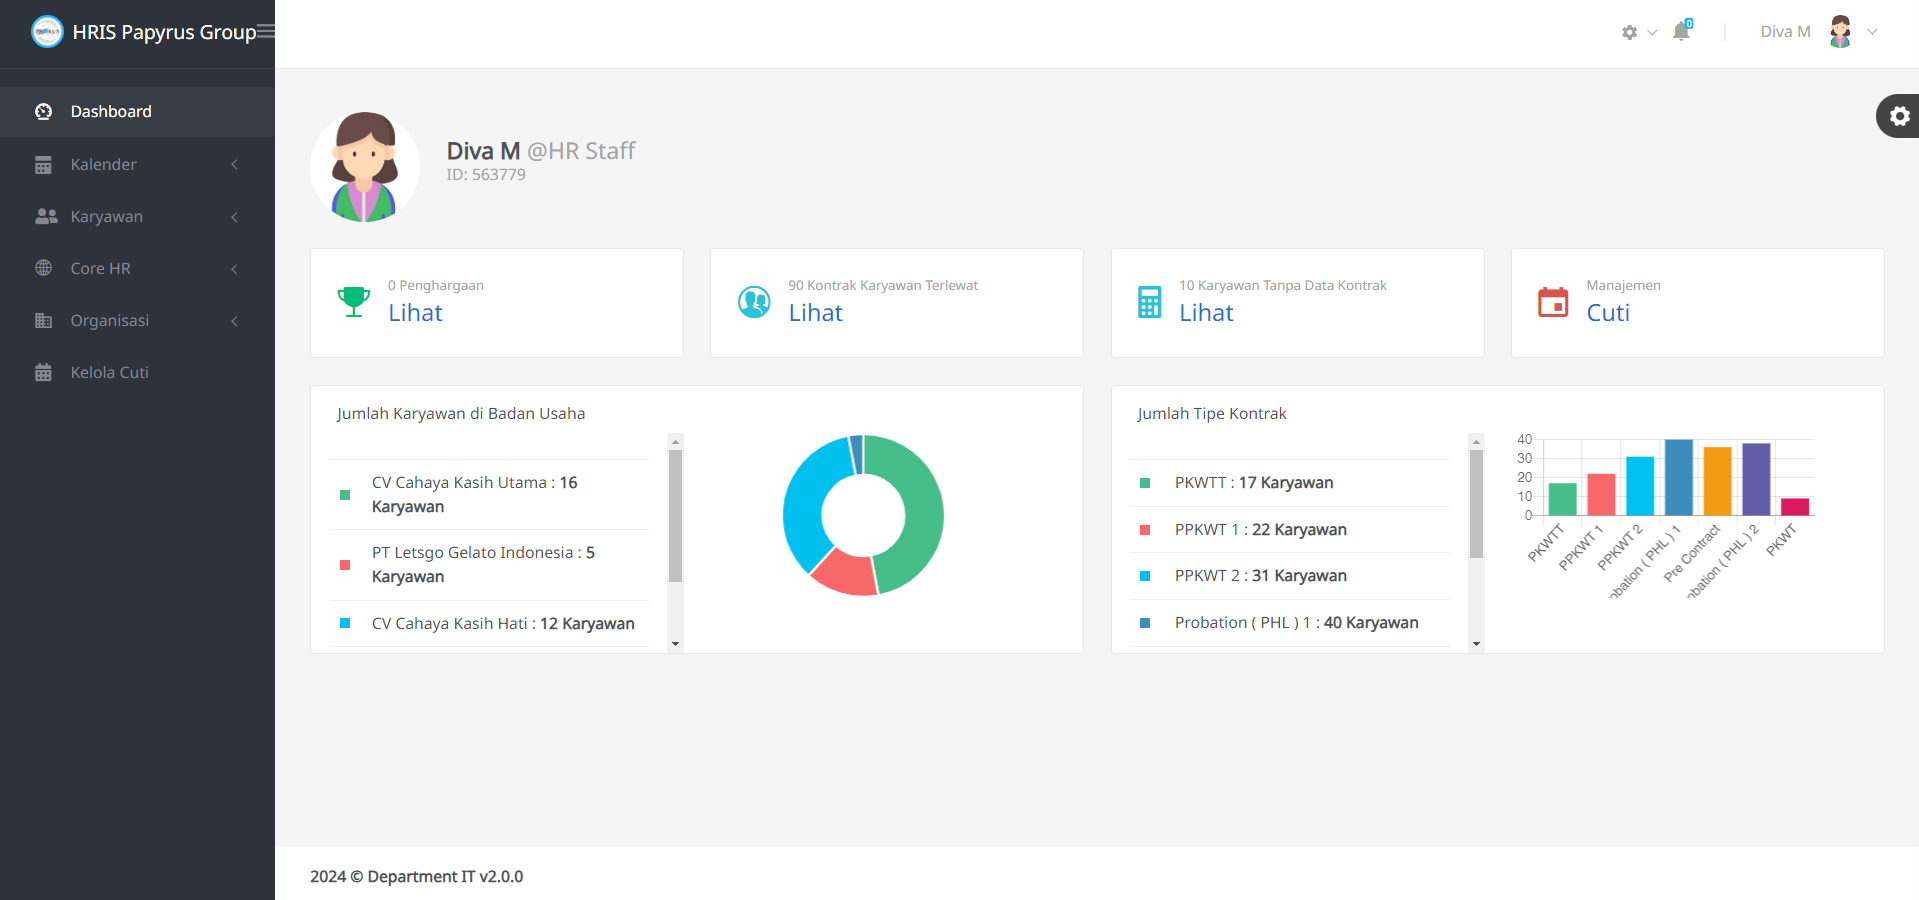 HRIS Papyrus Group
0
Diva M
Dashboard
Kalender
Karyawan
Core HR
Organisasi
Kelola Cuti
Diva M @HR Staff
ID: 563779
0 Penghargaan
Lihat
90 Kontrak Karyawan Terlewat
Lihat
10 Karyawan Tanpa Data Kontrak
Lihat
Manajemen
Cuti
Jumlah Karyawan di Badan Usaha
CV Cahaya Kasih Utama : 16
Karyawan
PT Letsgo Gelato Indonesia : 5
Karyawan
CV Cahaya Kasih Hati : 12 Karyawan
Jumlah Tipe Kontrak
PKWTT : 17 Karyawan
PPKWT 1 : 22 Karyawan
PPKWT 2 : 31 Karyawan
Probation ( PHL ) 1 : 40 Karyawan
40
30
20
10
0
PKWTT
PPKWT 1
PPKWT 2
obation ( PHL ) 1
Pre Contract
obation ( PHL ) 2
PKWT
2024 © Department IT v2.0.0